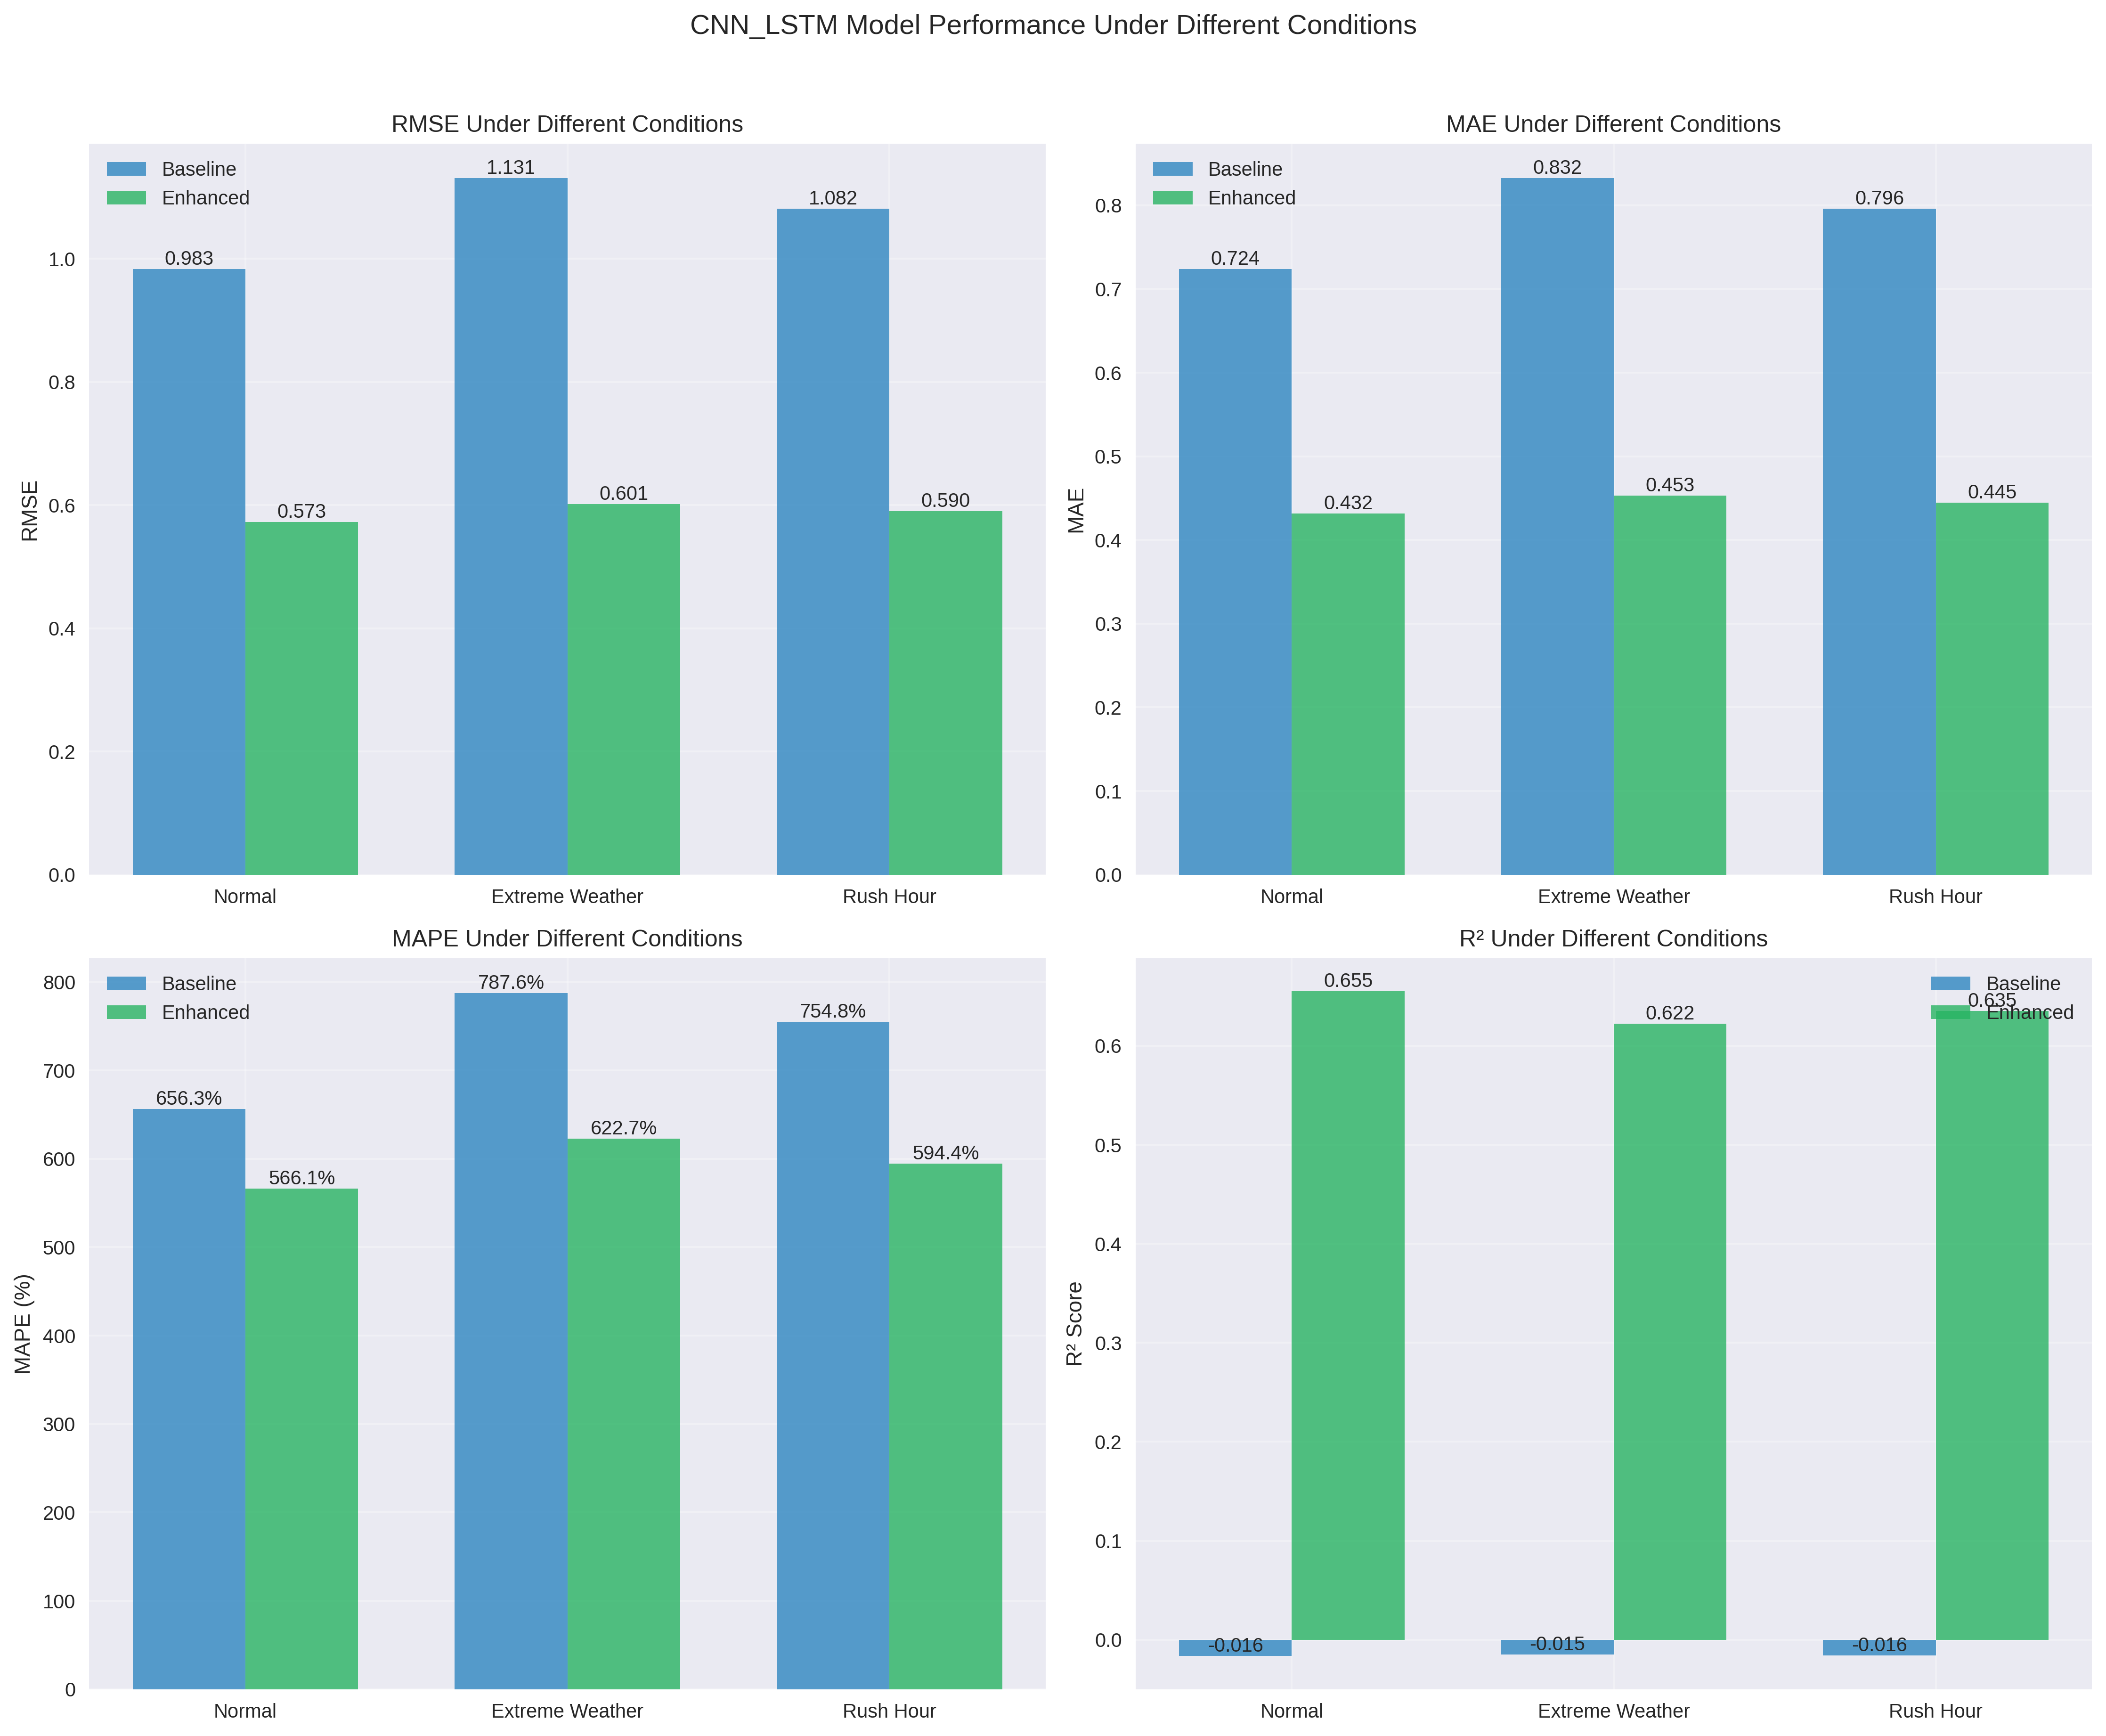 CNN_LSTM Model Performance Under Different Conditions
RMSE Under Different Conditions
Baseline
Enhanced
RMSE
1.0
0.8
0.6
0.4
0.2
0.0
0.983
0.573
1.131
0.601
1.082
0.590
Normal
Extreme Weather
Rush Hour
MAE Under Different Conditions
Baseline
Enhanced
MAE
0.8
0.7
0.6
0.5
0.4
0.3
0.2
0.1
0.0
0.724
0.432
0.832
0.453
0.796
0.445
Normal
Extreme Weather
Rush Hour
MAPE Under Different Conditions
Baseline
Enhanced
MAPE (%)
800
700
600
500
400
300
200
100
0
656.3%
566.1%
787.6%
622.7%
754.8%
594.4%
Normal
Extreme Weather
Rush Hour
R² Under Different Conditions
Baseline
Enhanced
R² Score
0.6
0.5
0.4
0.3
0.2
0.1
0.0
-0.016
0.655
-0.015
0.622
-0.016
0.635
Normal
Extreme Weather
Rush Hour